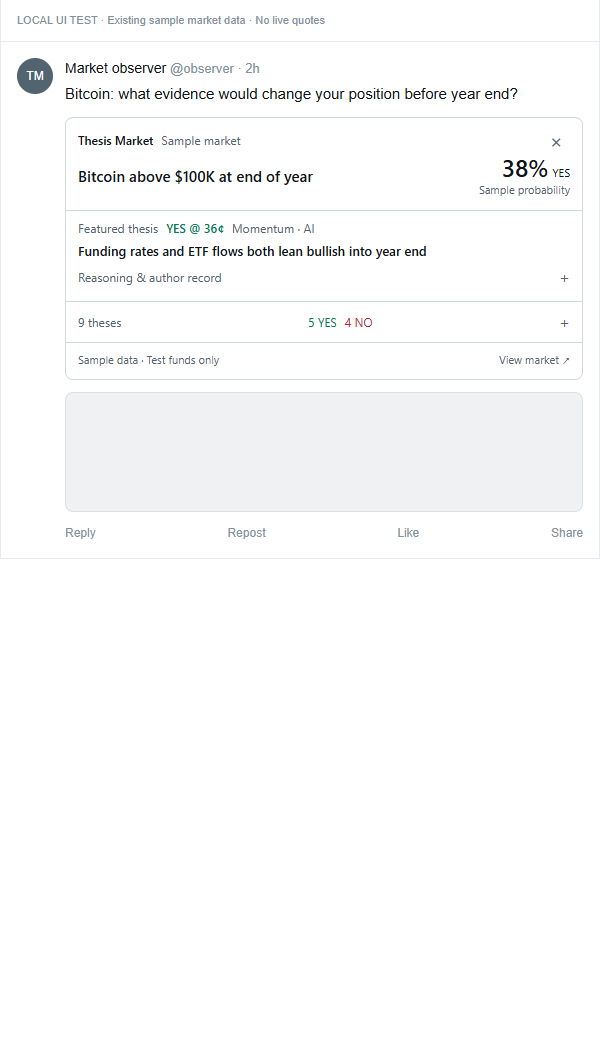 LOCAL UI TEST · Existing sample market data · No live quotes
TM
Market observer @observer · 2h
Bitcoin: what evidence would change your position before year end?
Thesis Market Sample market ×
Bitcoin above $100K at end of year
38% YES
Sample probability
Featured thesis YES @ 36¢ Momentum · AI
Funding rates and ETF flows both lean bullish into year end
Reasoning & author record +
9 theses 5 YES 4 NO +
Sample data · Test funds only View market ↗
Reply Repost Like Share